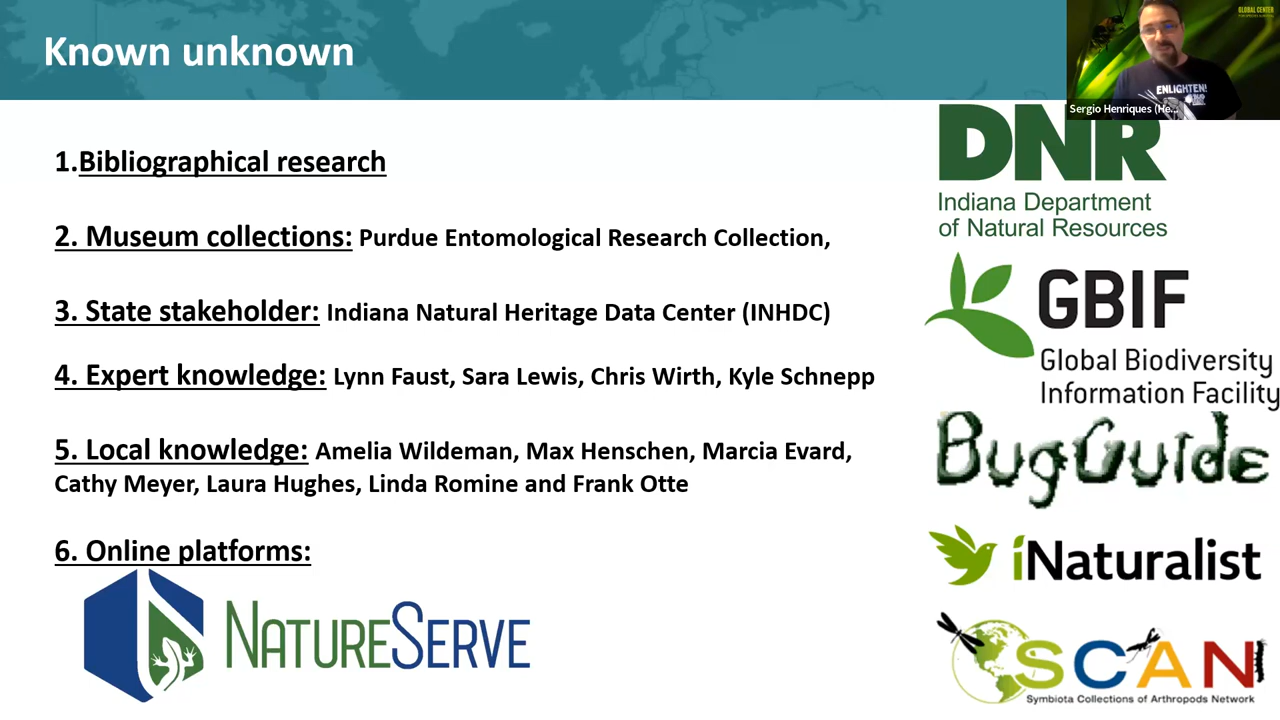 Known unknown
GLOBAL CENTER
ENLIGHTEN!
Sergio Henriques (He...
1.Bibliographical research
2. Museum collections: Purdue Entomological Research Collection,
3. State stakeholder: Indiana Natural Heritage Data Center (INHDC)
4. Expert knowledge: Lynn Faust, Sara Lewis, Chris Wirth, Kyle Schnepp
5. Local knowledge: Amelia Wildeman, Max Henschen, Marcia Evard,
Cathy Meyer, Laura Hughes, Linda Romine and Frank Otte
6. Online platforms:
NATURESERVE
DNR
Indiana Department
of Natural Resources
GBIF
Global Biodiversity
Information Facility
BugGuide
iNaturalist
SCAN
Symbiota Collections of Arthropods Network